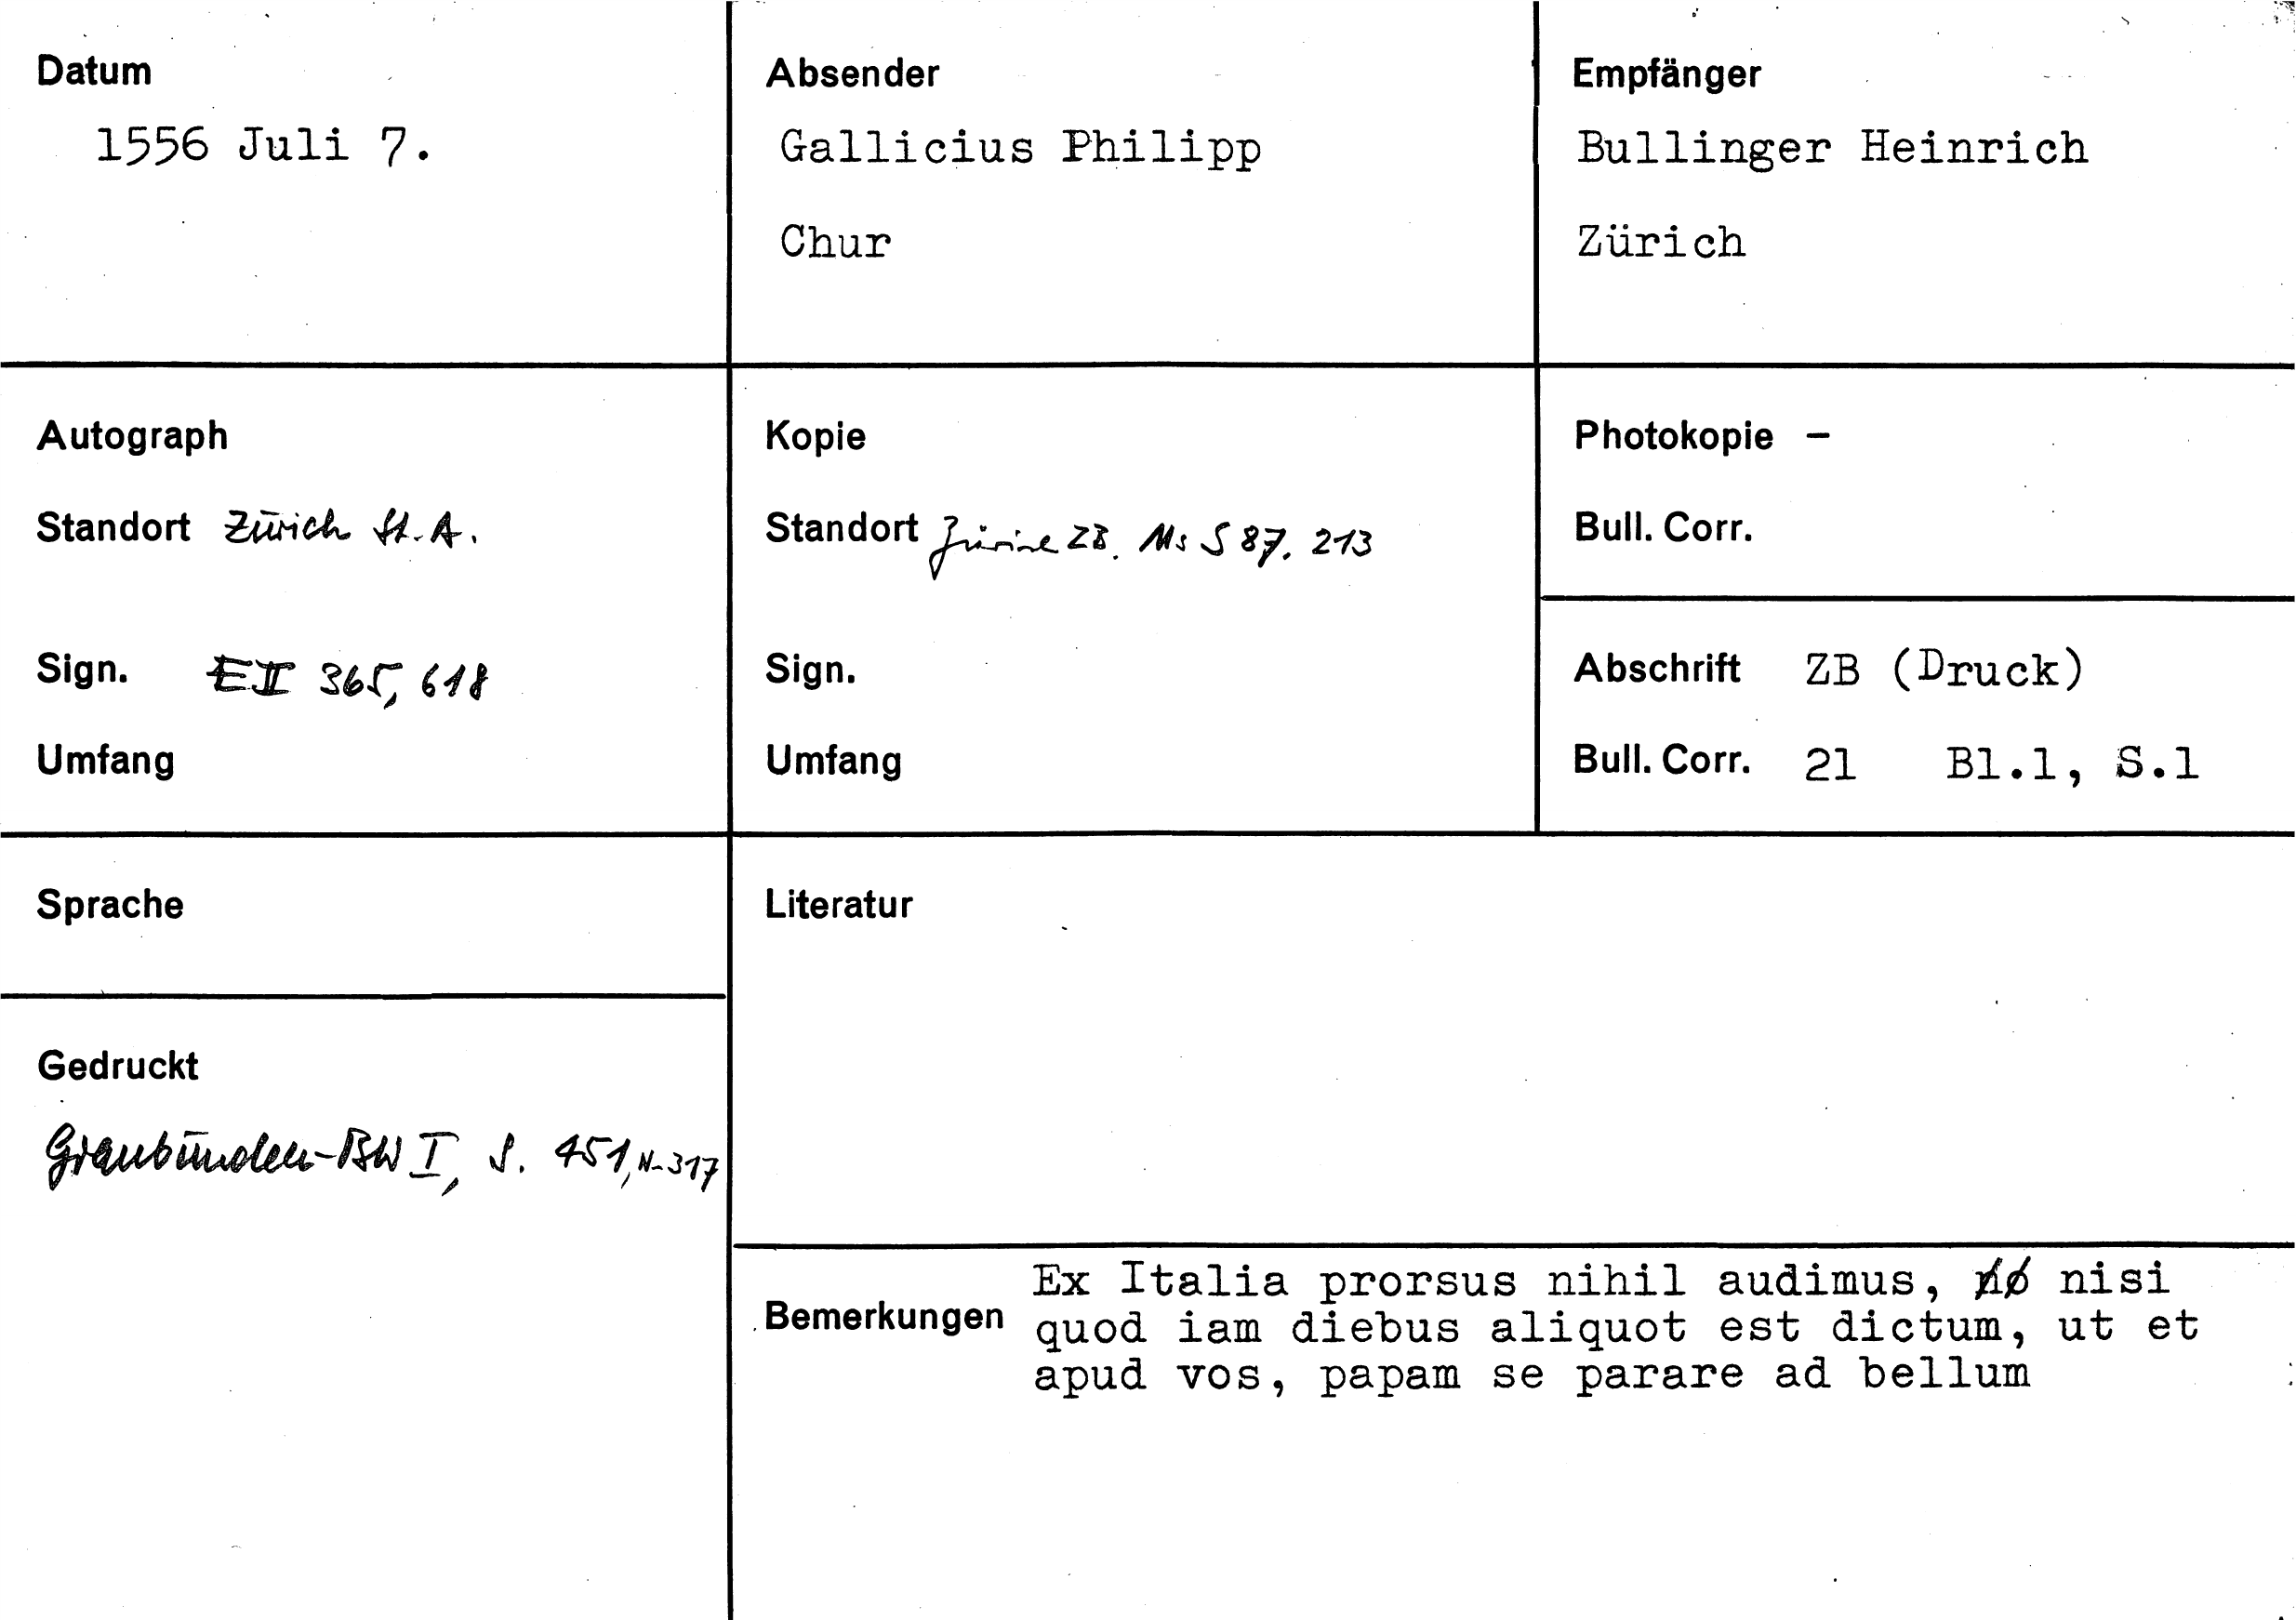 Datum
1556 Juli 7.
Absender
Gallicius Philipp
Chur
Empfänger
Bullinger Heinrich
Zürich
Autograph
Standort Zürich St. A.
Sign. E II 365, 618
Umfang
Kopie
Standort Zürich ZB. Ms S 87. 213
Sign.
Umfang
Photokopie –
Bull. Corr.
Abschrift ZB (Druck)
Bull. Corr. 21 Bl.1, S.1
Sprache
Gedruckt
Graubünden-BW I, S. 451, N. 317
Literatur
Bemerkungen
Ex Italia prorsus nihil audimus, nisi
quod iam diebus aliquot est dictum, ut et
apud vos, papam se parare ad bellum